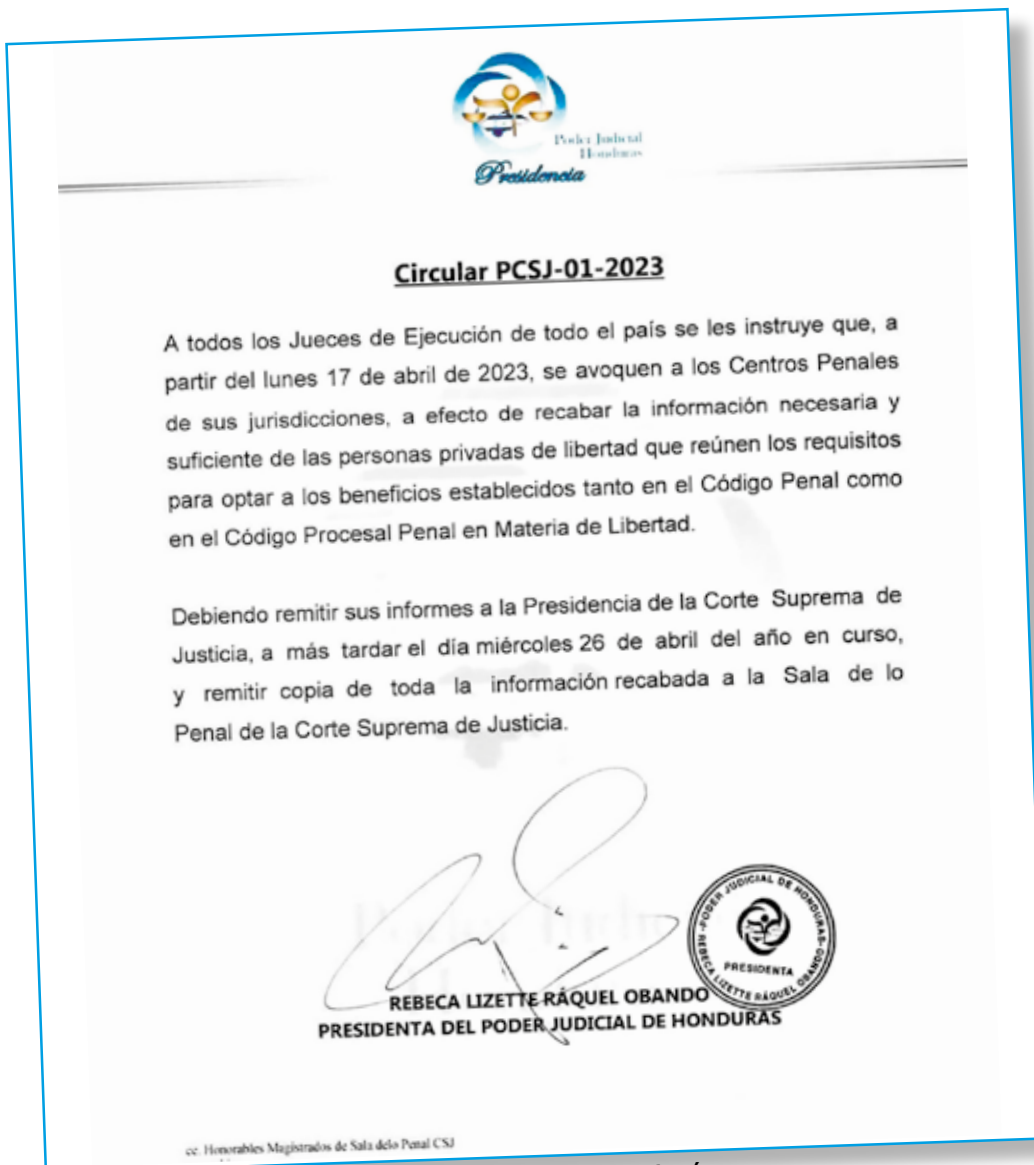 Poder Judicial
Honduras
Presidencia
Circular PCSJ-01-2023
A todos los Jueces de Ejecución de todo el país se les instruye que, a
partir del lunes 17 de abril de 2023, se avoquen a los Centros Penales
de sus jurisdicciones, a efecto de recabar la información necesaria y
suficiente de las personas privadas de libertad que reúnen los requisitos
para optar a los beneficios establecidos tanto en el Código Penal como
en el Código Procesal Penal en Materia de Libertad.
Debiendo remitir sus informes a la Presidencia de la Corte Suprema de
Justicia, a más tardar el día miércoles 26 de abril del año en curso,
y remitir copia de toda la información recabada a la Sala de lo
Penal de la Corte Suprema de Justicia.
PODER JUDICIAL DE HONDURAS
PRESIDENTA
REBECA LIZETTE RÁQUEL OBANDO
REBECA LIZETTE RÁQUEL OBANDO
PRESIDENTA DEL PODER JUDICIAL DE HONDURAS
cc. Honorables Magistrados de Sala delo Penal CSJ